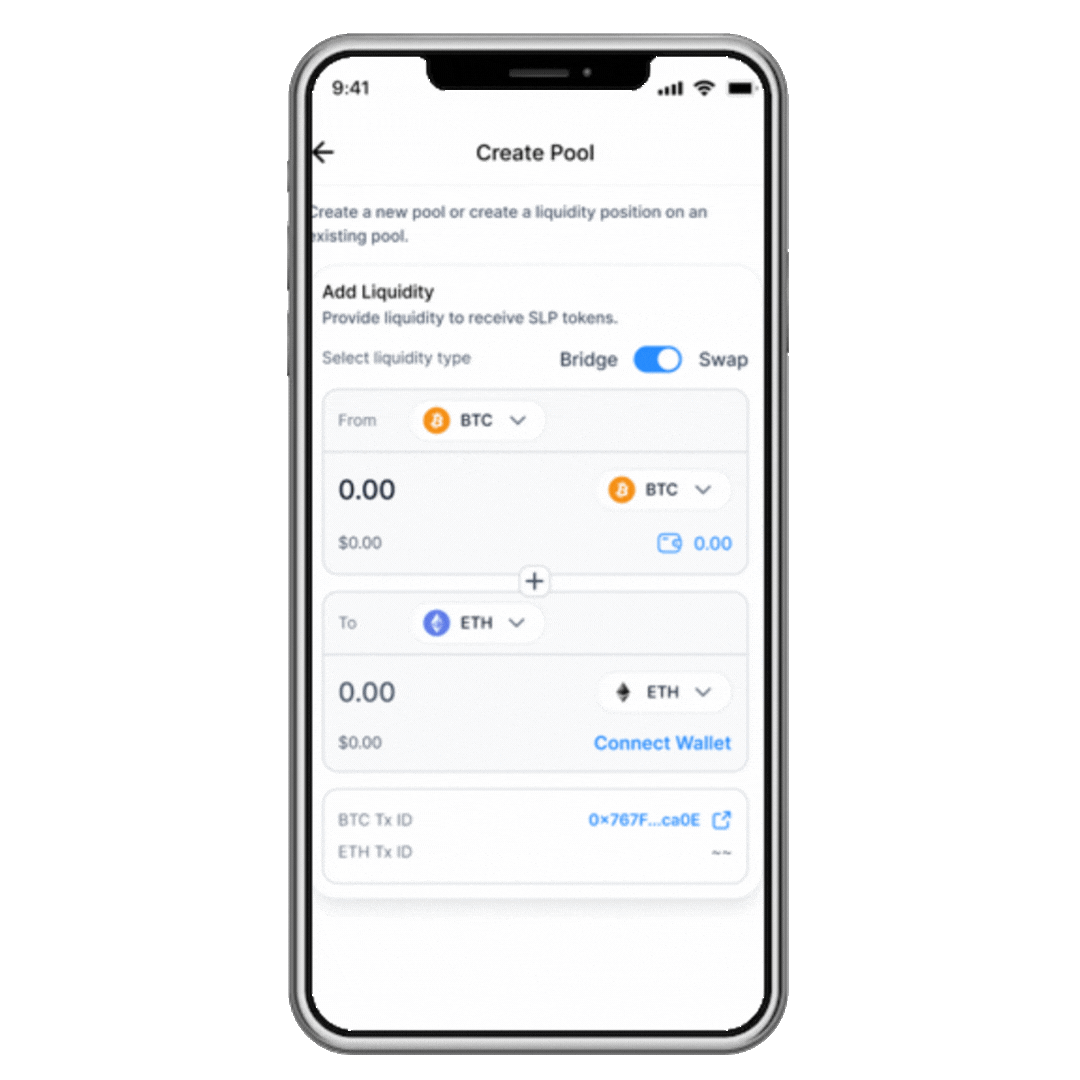 9:41
Create Pool
Create a new pool or create a liquidity position on an
existing pool.
Add Liquidity
Provide liquidity to receive SLP tokens.
Select liquidity type Bridge Swap
From BTC
0.00 BTC
$0.00 0.00
+
To ETH
0.00 ETH
$0.00 Connect Wallet
BTC Tx ID 0×767F...ca0E
ETH Tx ID ~~